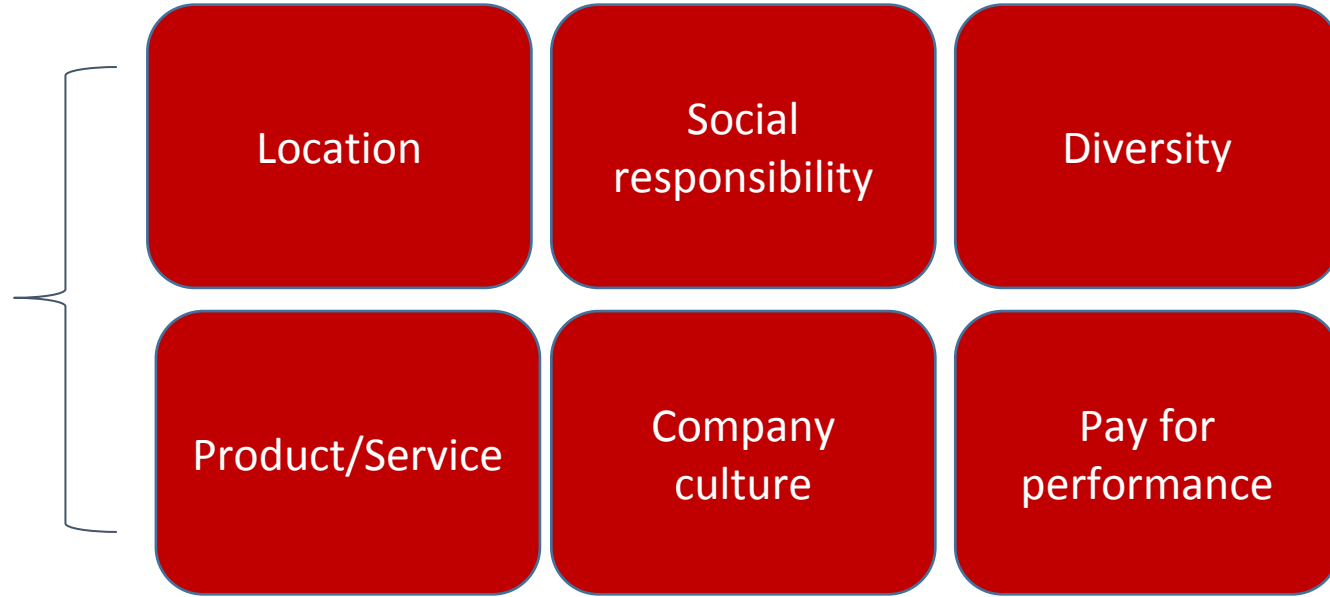 Location
Social
responsibility
Diversity
Product/Service
Company
culture
Pay for
performance